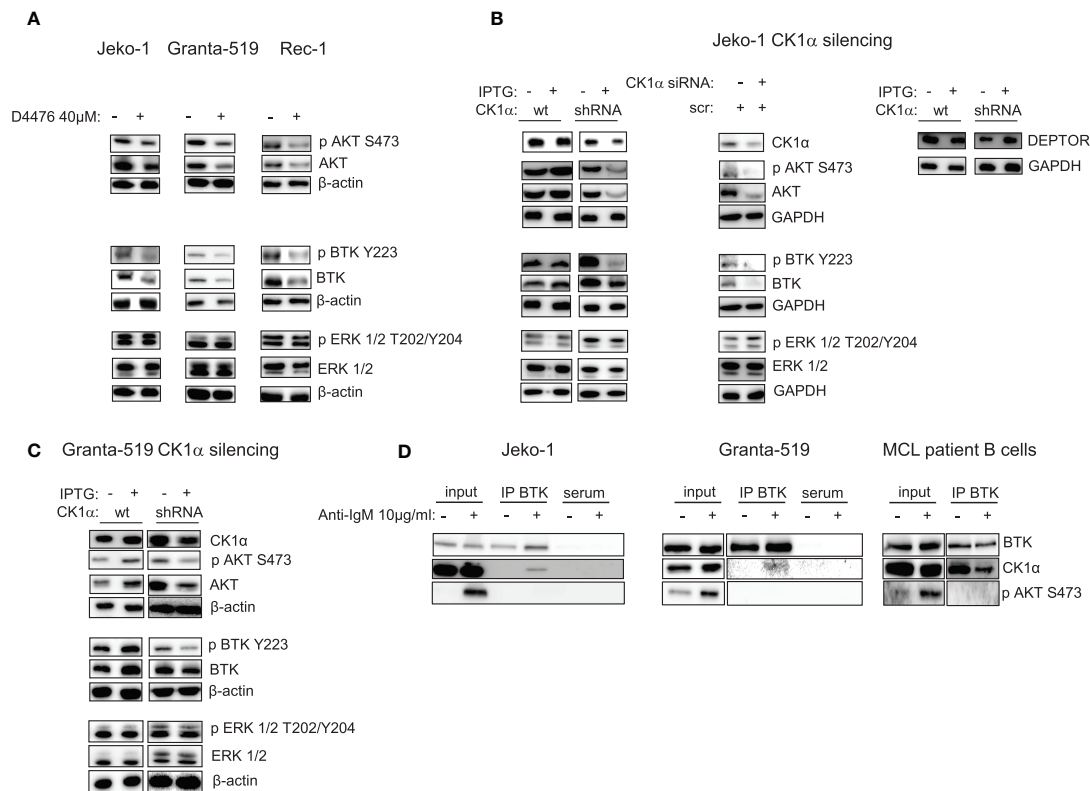 A
Jeko-1 Granta-519 Rec-1
D4476 40μM: - + - + - +
p AKT S473
AKT
β-actin
p BTK Y223
BTK
β-actin
p ERK 1/2 T202/Y204
ERK 1/2
β-actin
B
Jeko-1 CK1α silencing
IPTG: - + - +
CK1α: wt shRNA
CK1α siRNA: - +
scr: + +
CK1α
p AKT S473
AKT
GAPDH
p BTK Y223
BTK
GAPDH
p ERK 1/2 T202/Y204
ERK 1/2
GAPDH
IPTG: - + - +
CK1α: wt shRNA
DEPTOR
GAPDH
C
Granta-519 CK1α silencing
IPTG: - + - +
CK1α: wt shRNA
CK1α
p AKT S473
AKT
β-actin
p BTK Y223
BTK
β-actin
p ERK 1/2 T202/Y204
ERK 1/2
β-actin
D
Jeko-1 Granta-519 MCL patient B cells
input IP BTK serum input IP BTK serum input IP BTK
Anti-IgM 10μg/ml: - + - + - + - + - + - + - + - +
BTK
CK1α
p AKT S473